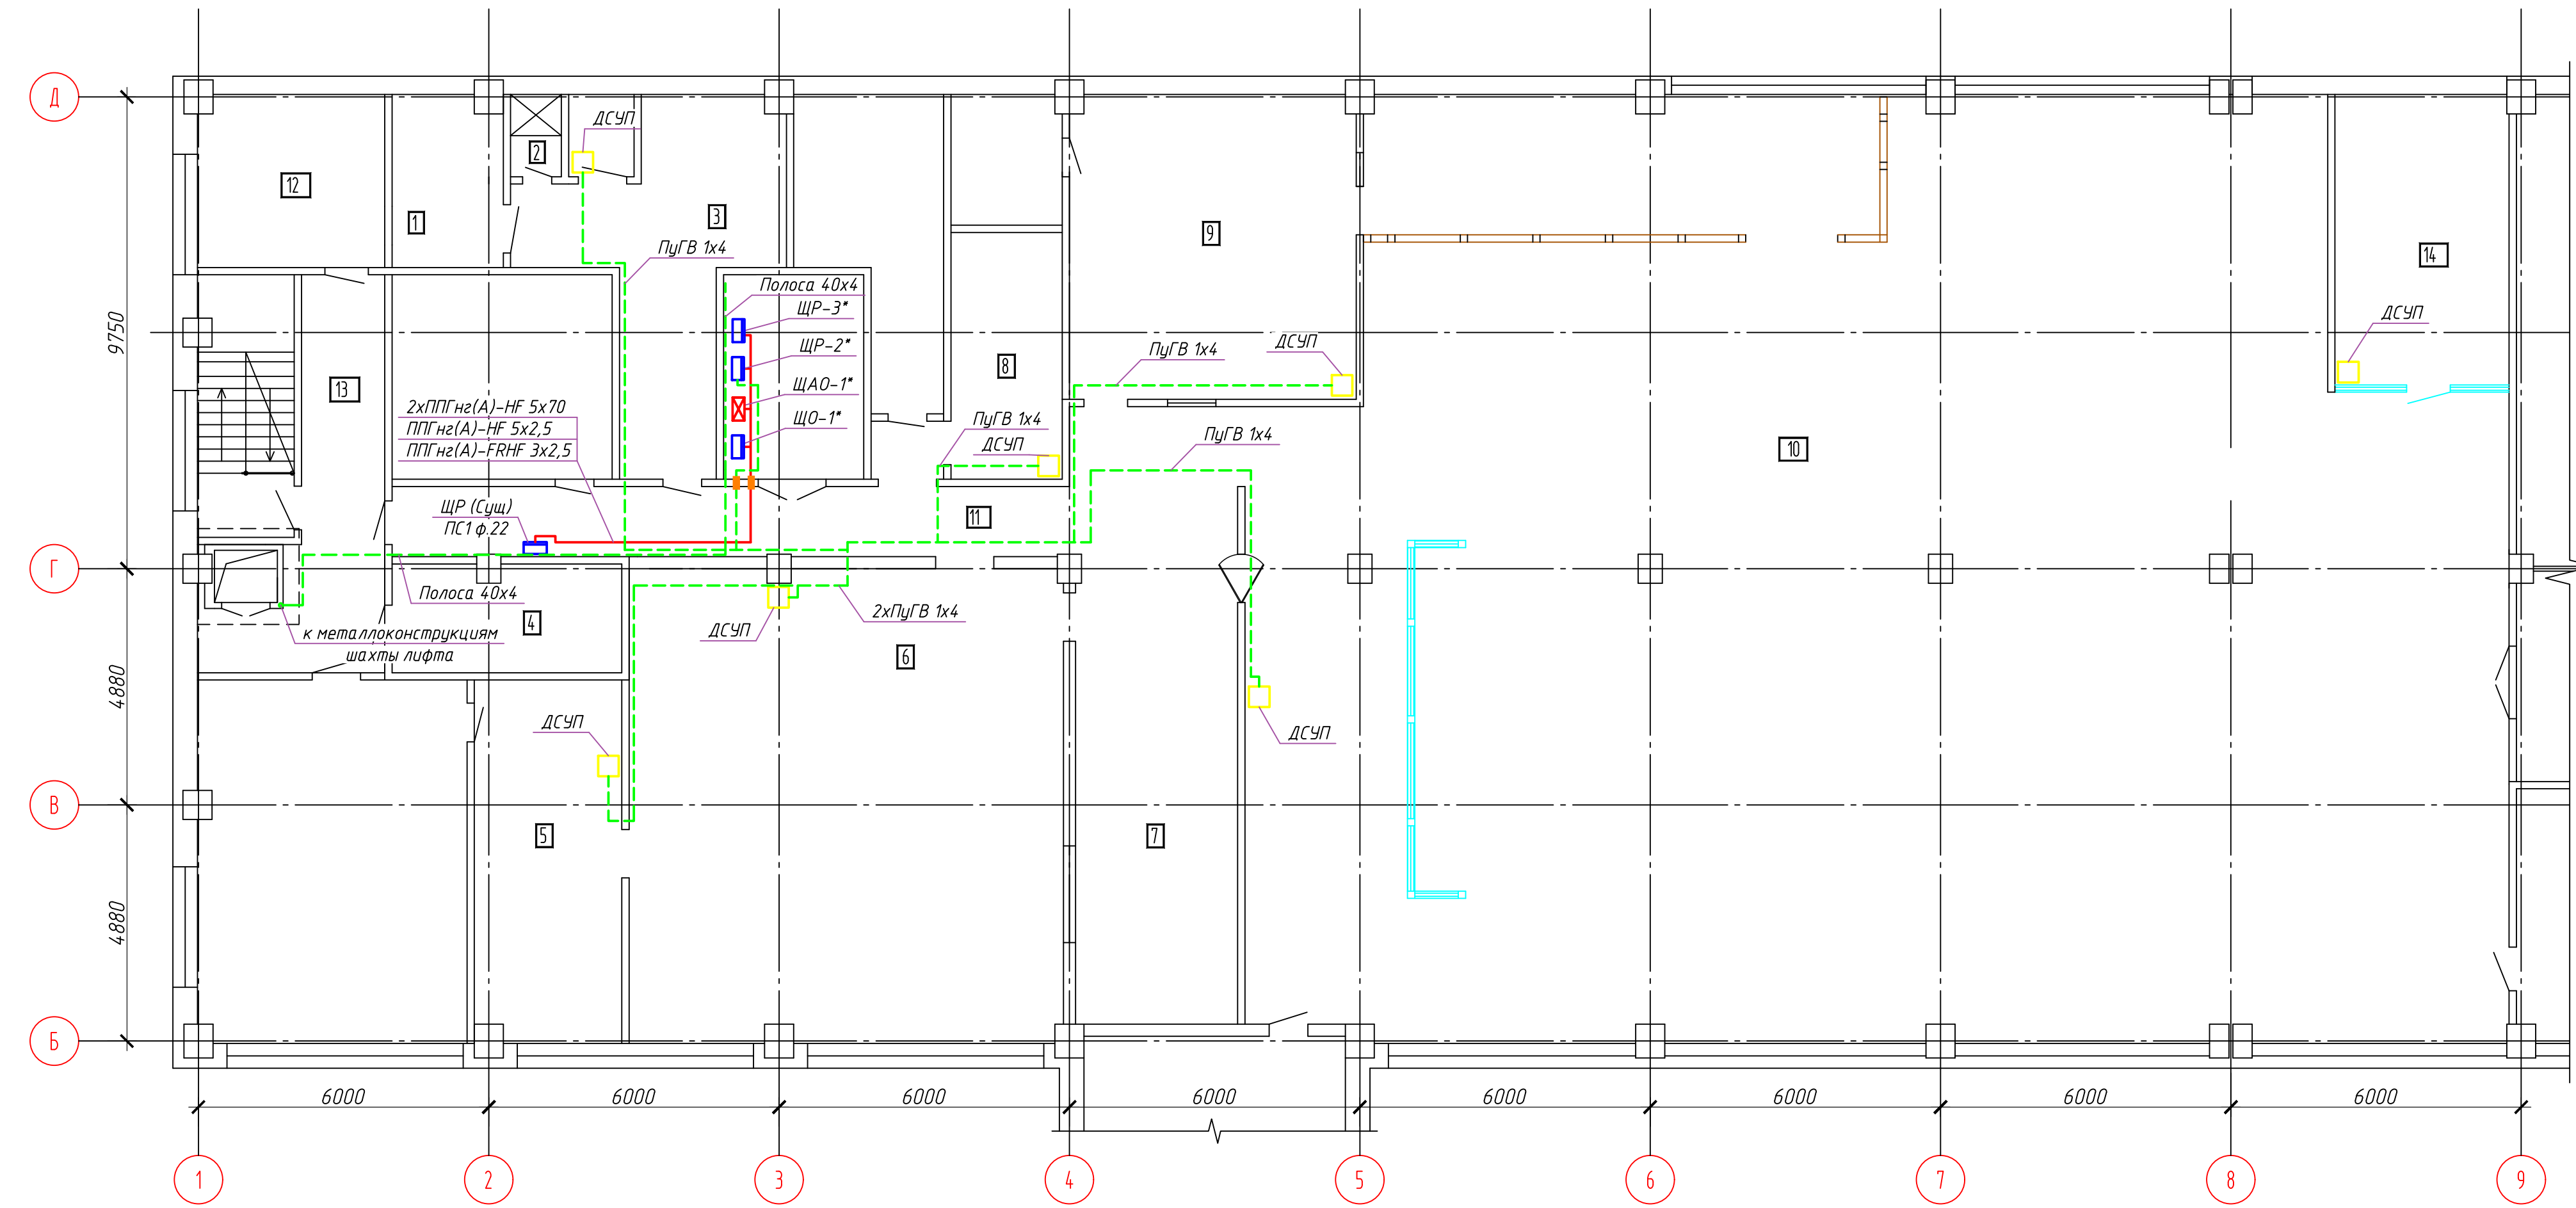 Д
ДСУП
2
12
3
1
9
14
ПуГВ 1х4
Полоса 40х4
ЩР-3*
ДСУП
9750
ЩР-2*
ПуГВ 1х4
ДСУП
8
13
ЩАО-1*
2хППГнг(А)-HF 5х70
ППГнг(А)-HF 5х2,5
ППГнг(А)-FRHF 3х2,5
ЩО-1*
ПуГВ 1х4
ДСУП
ПуГВ 1х4
10
ЩР (Сущ)
ПС1 ф.22
11
Г
Полоса 40х4
4
2хПуГВ 1х4
к металлоконструкциям
шахты лифта
ДСУП
6
4880
ДСУП
ДСУП
В
5
7
4880
Б
6000
6000
6000
6000
6000
6000
6000
6000
1
2
3
4
5
6
7
8
9